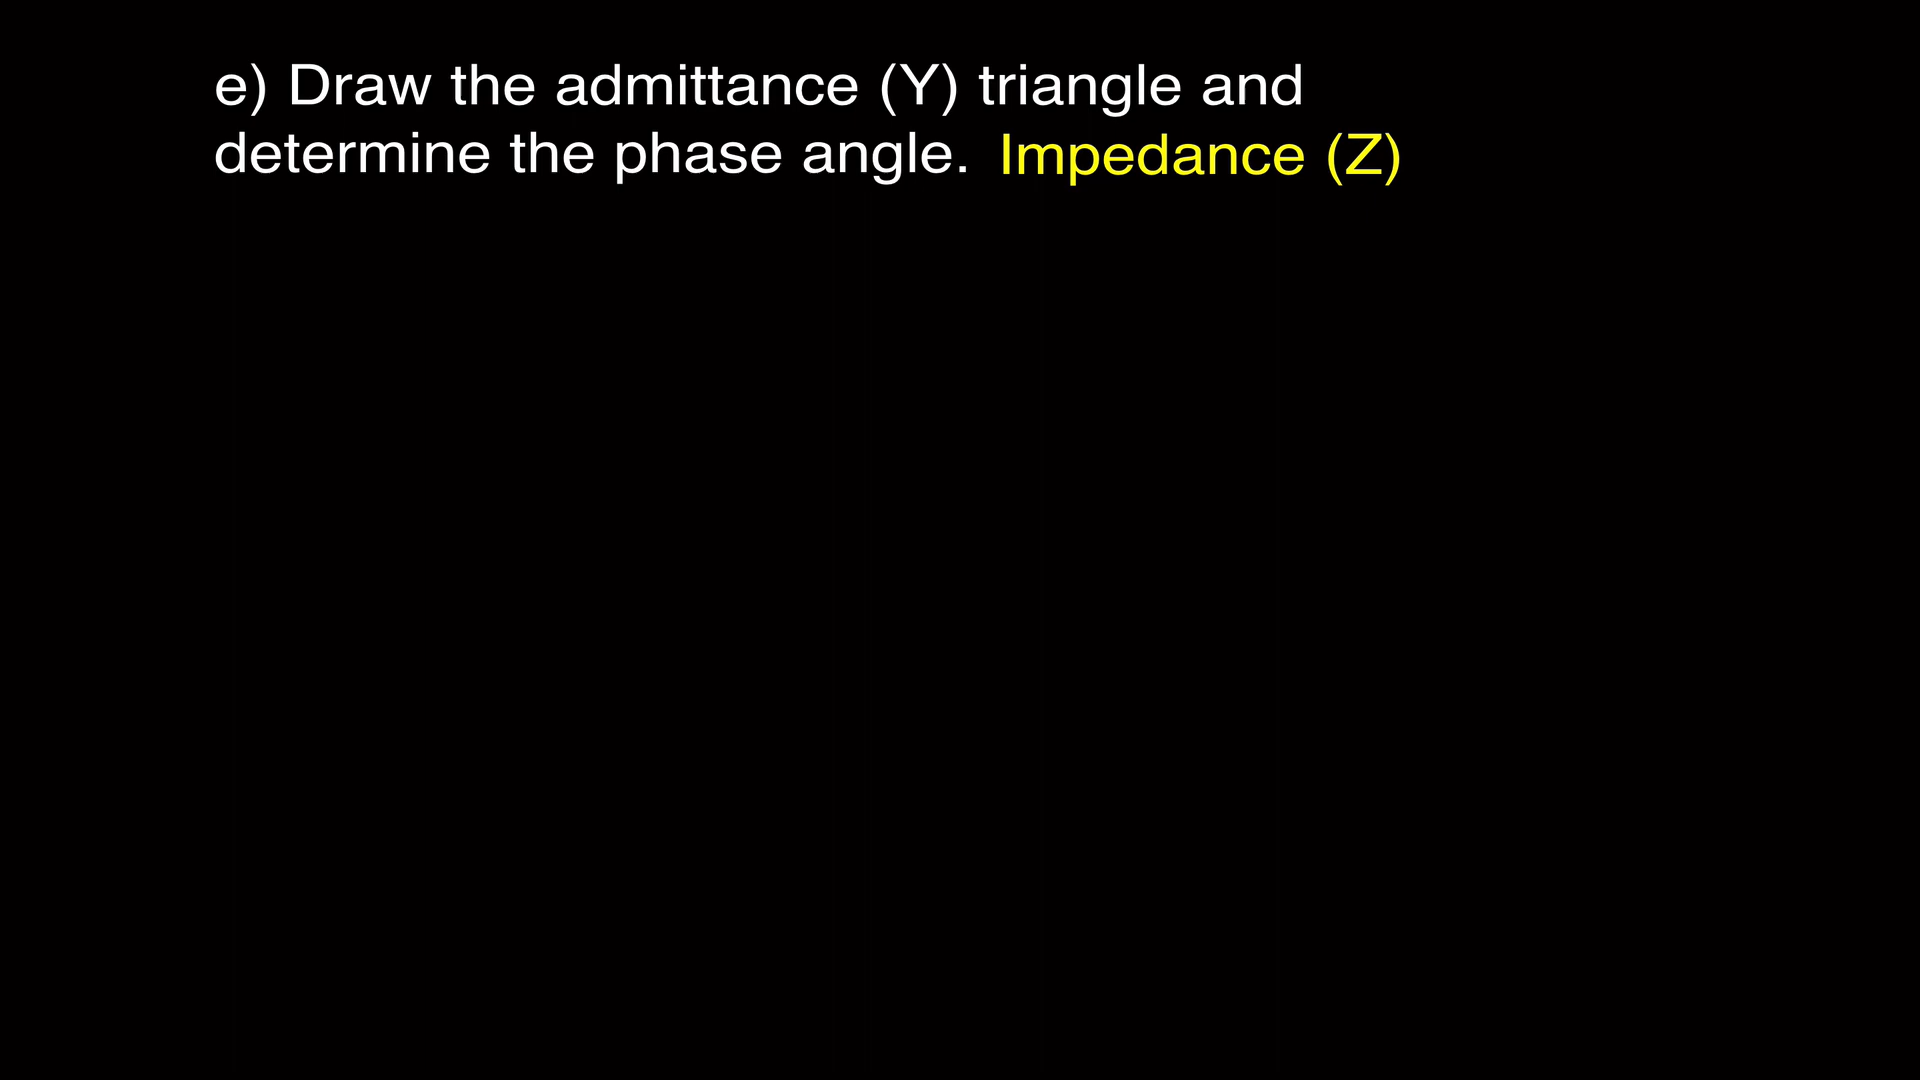 e) Draw the admittance (Y) triangle and
determine the phase angle. Impedance (Z)